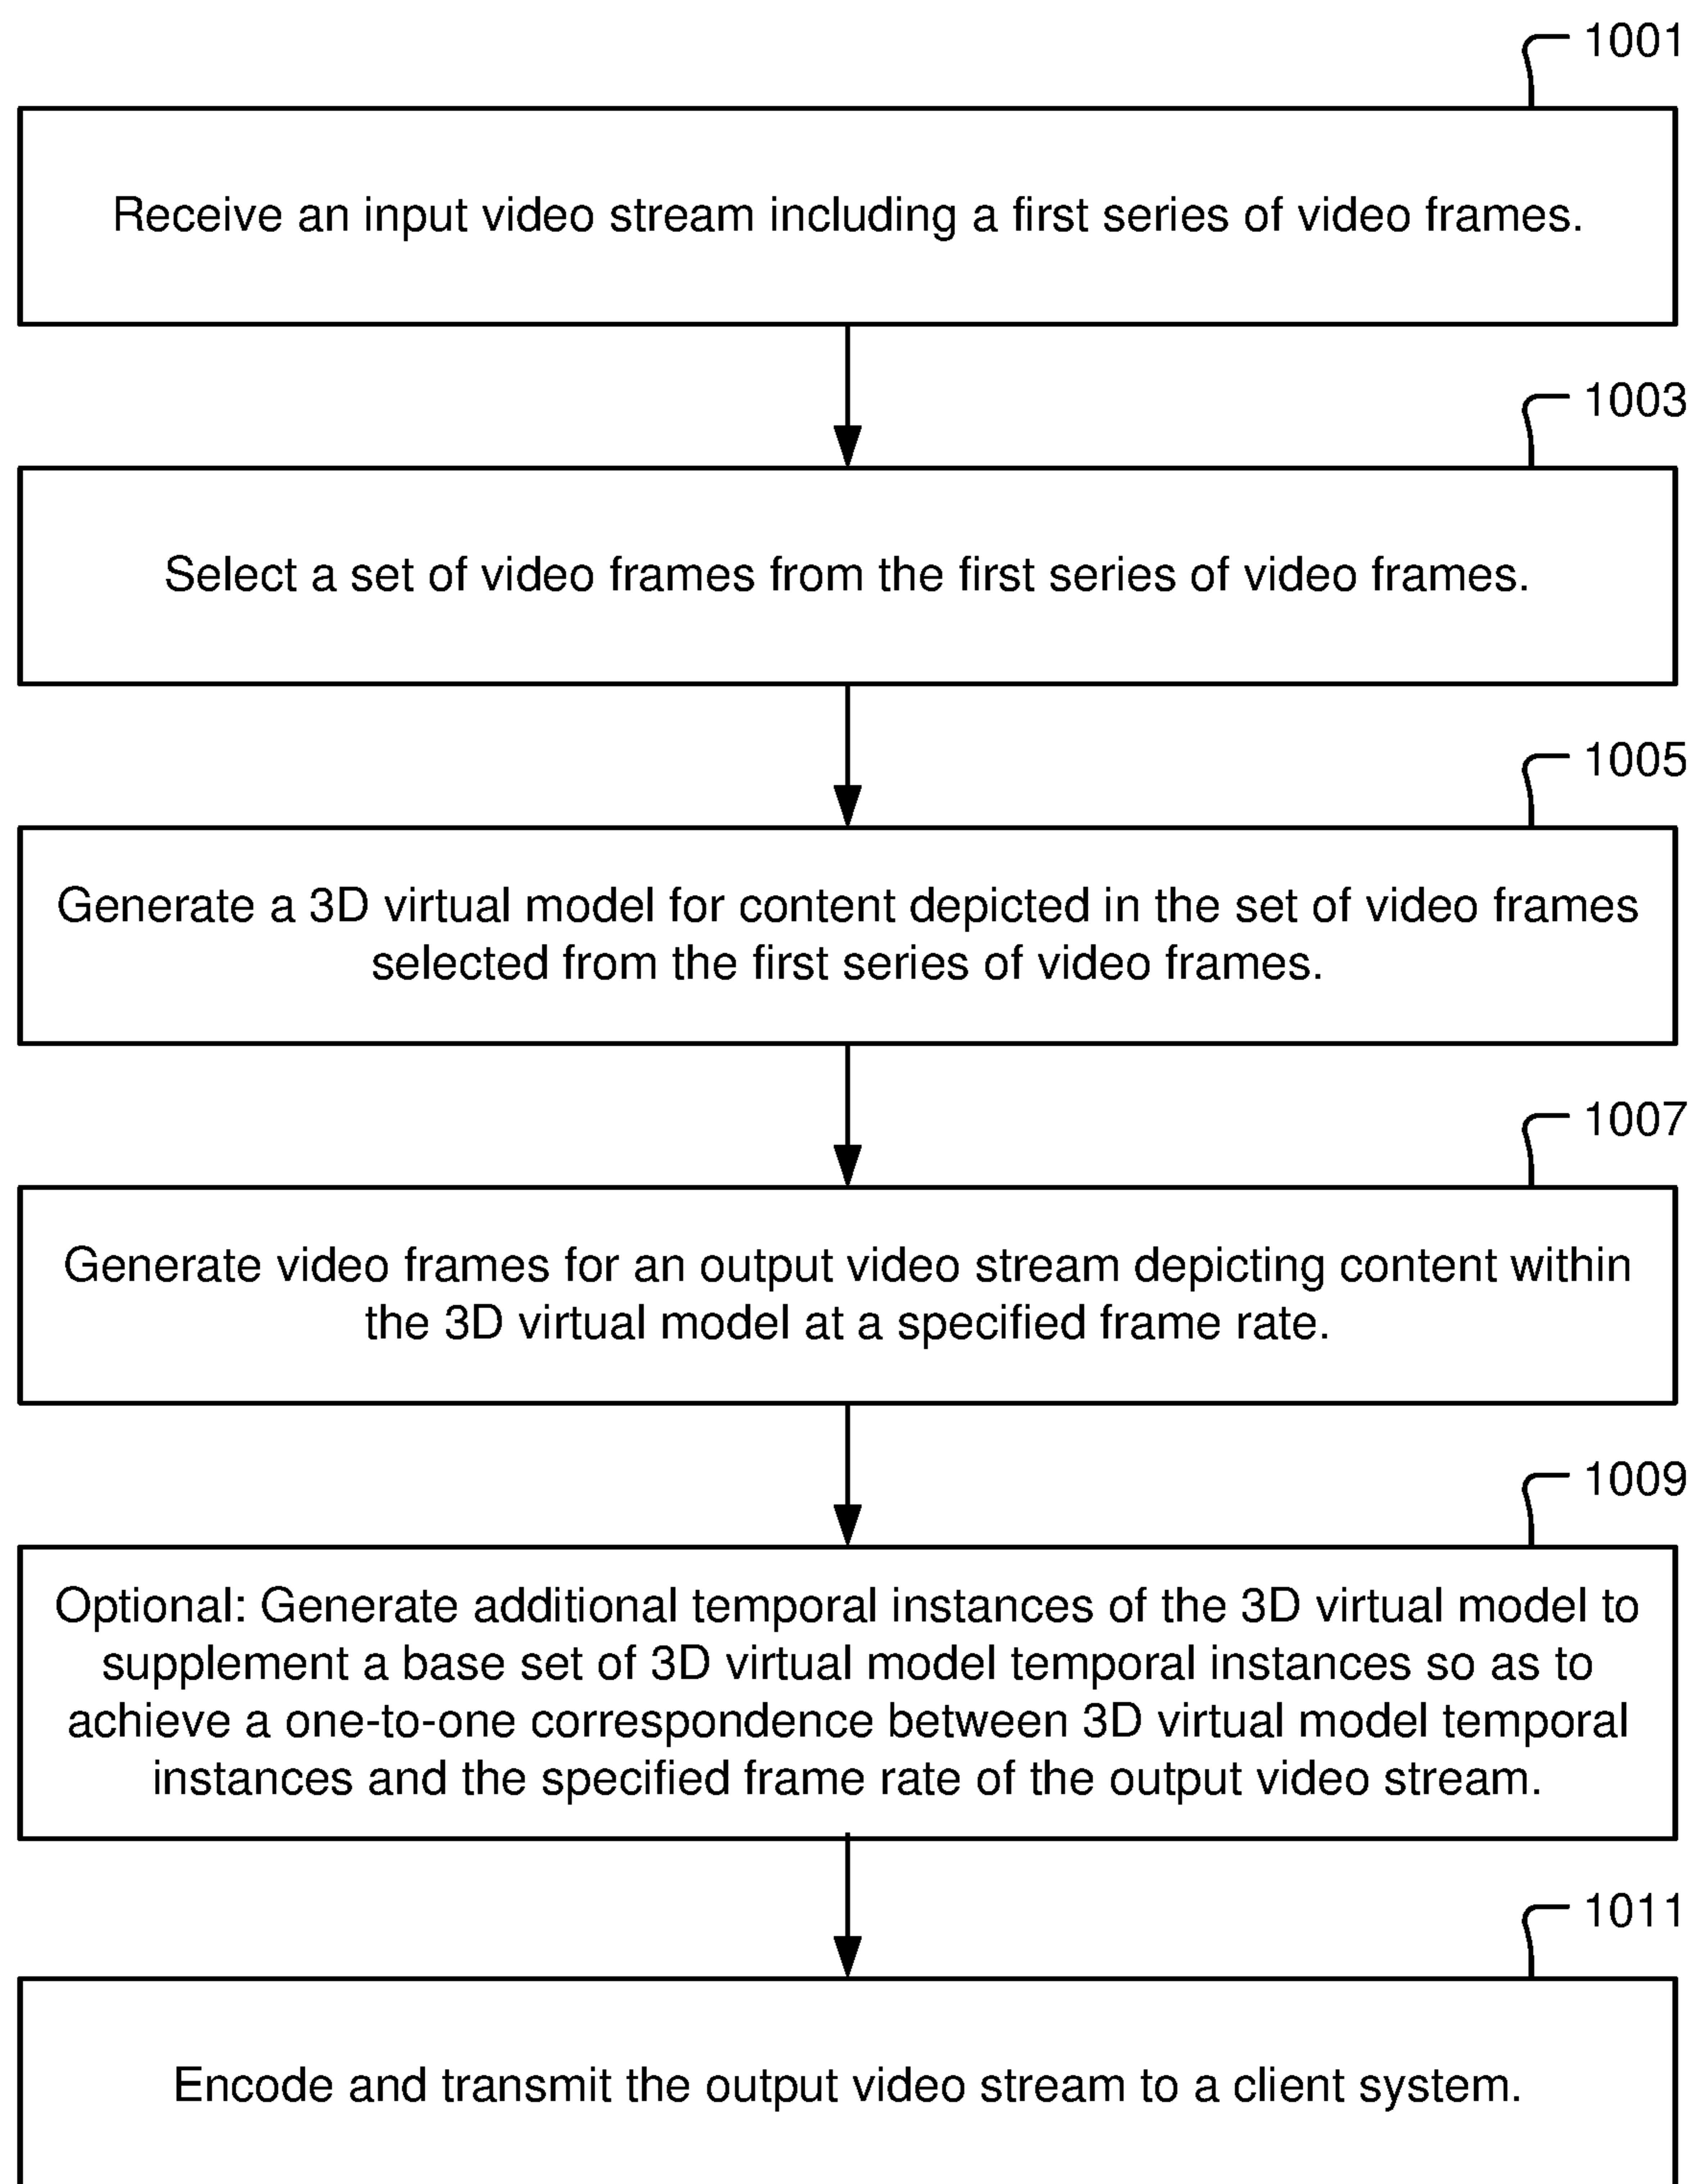 1001
Receive an input video stream including a first series of video frames.
1003
Select a set of video frames from the first series of video frames.
1005
Generate a 3D virtual model for content depicted in the set of video frames
selected from the first series of video frames.
1007
Generate video frames for an output video stream depicting content within
the 3D virtual model at a specified frame rate.
1009
Optional: Generate additional temporal instances of the 3D virtual model to
supplement a base set of 3D virtual model temporal instances so as to
achieve a one-to-one correspondence between 3D virtual model temporal
instances and the specified frame rate of the output video stream.
1011
Encode and transmit the output video stream to a client system.